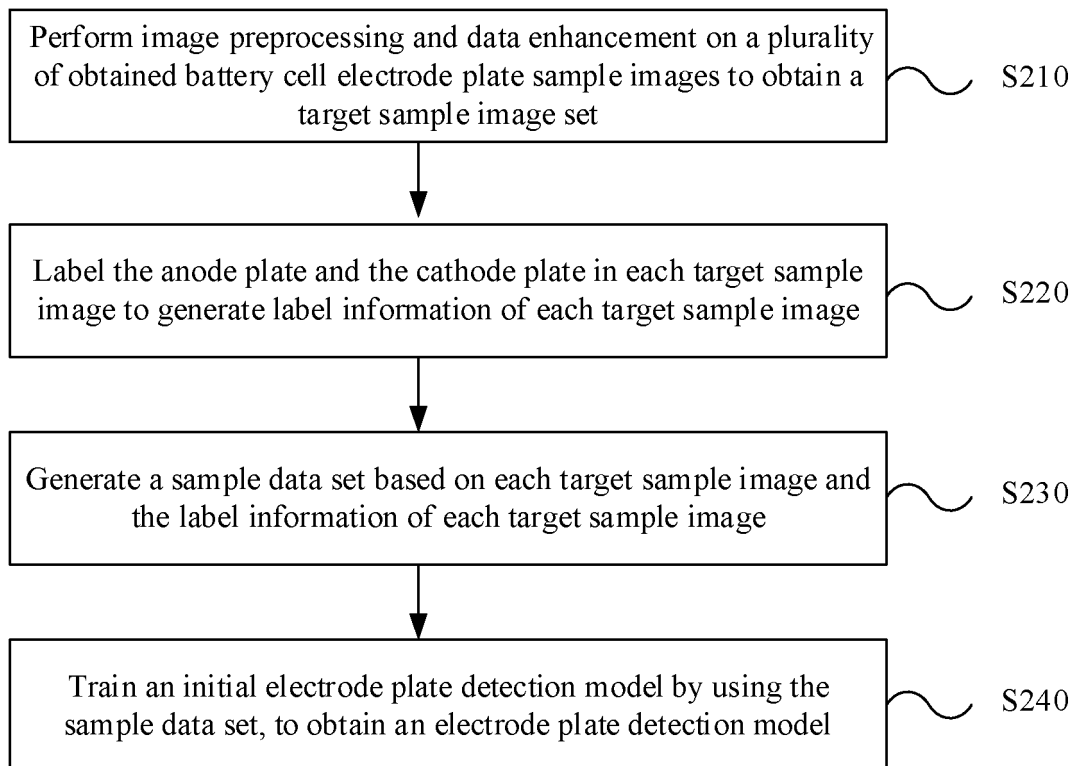 Perform image preprocessing and data enhancement on a plurality
of obtained battery cell electrode plate sample images to obtain a
target sample image set
S210
Label the anode plate and the cathode plate in each target sample
image to generate label information of each target sample image
S220
Generate a sample data set based on each target sample image and
the label information of each target sample image
S230
Train an initial electrode plate detection model by using the
sample data set, to obtain an electrode plate detection model
S240